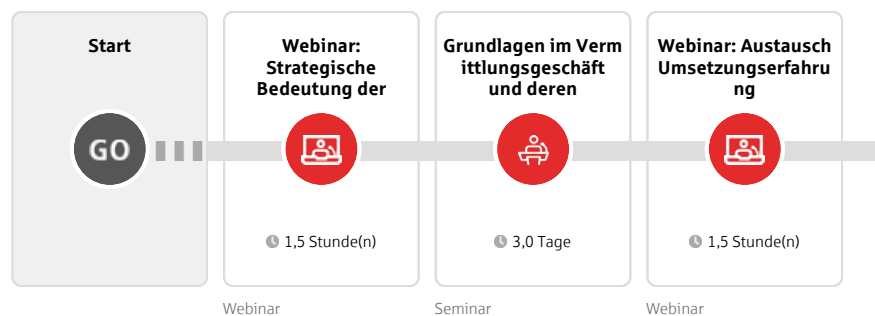 Start
GO
Webinar:
Strategische
Bedeutung der
1,5 Stunde(n)
Webinar
Grundlagen im Verm
ittlungsgeschäft
und deren
3,0 Tage
Seminar
Webinar: Austausch
Umsetzungserfahru
ng
1,5 Stunde(n)
Webinar